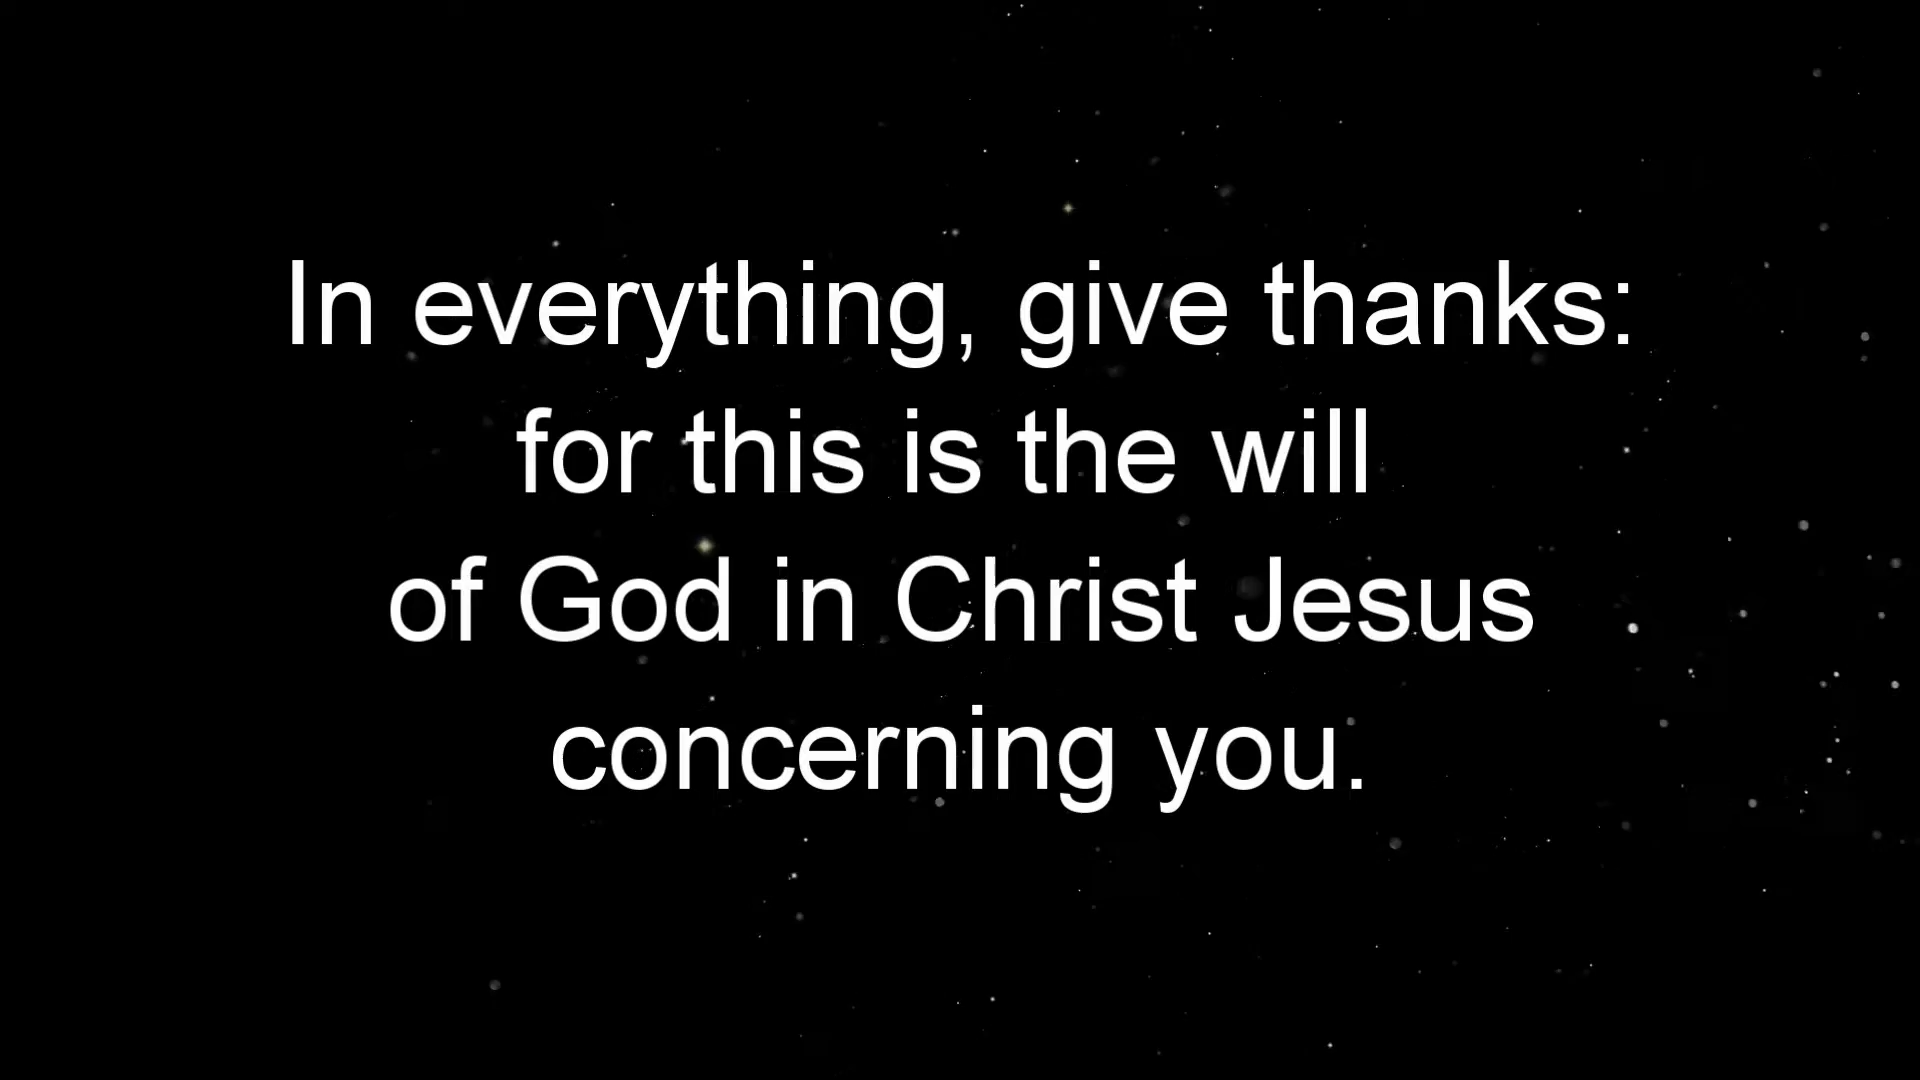 In everything, give thanks:
for this is the will
of God in Christ Jesus
concerning you.